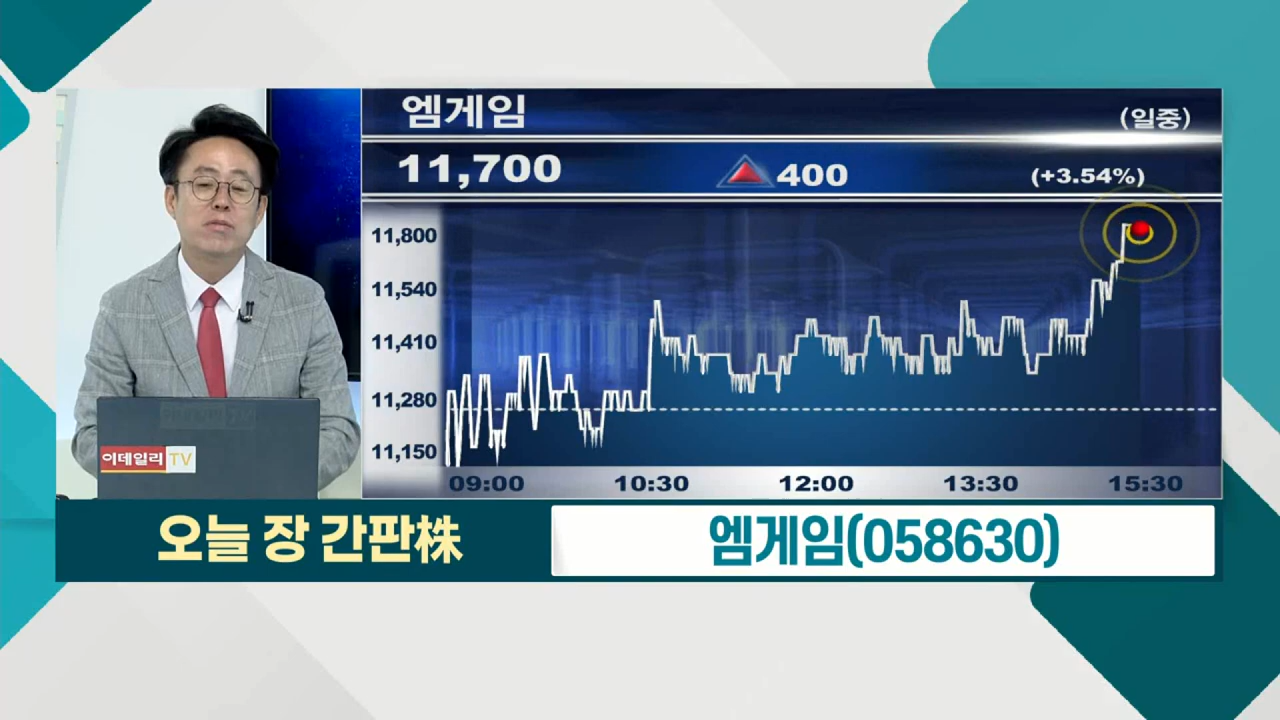 엠게임
(일중)
11,700 ▲ 400 (+3.54%)
11,800
11,540
11,410
11,280
11,150
09:00 10:30 12:00 13:30 15:30
이데일리 TV
오늘 장 간판株
엠게임(058630)